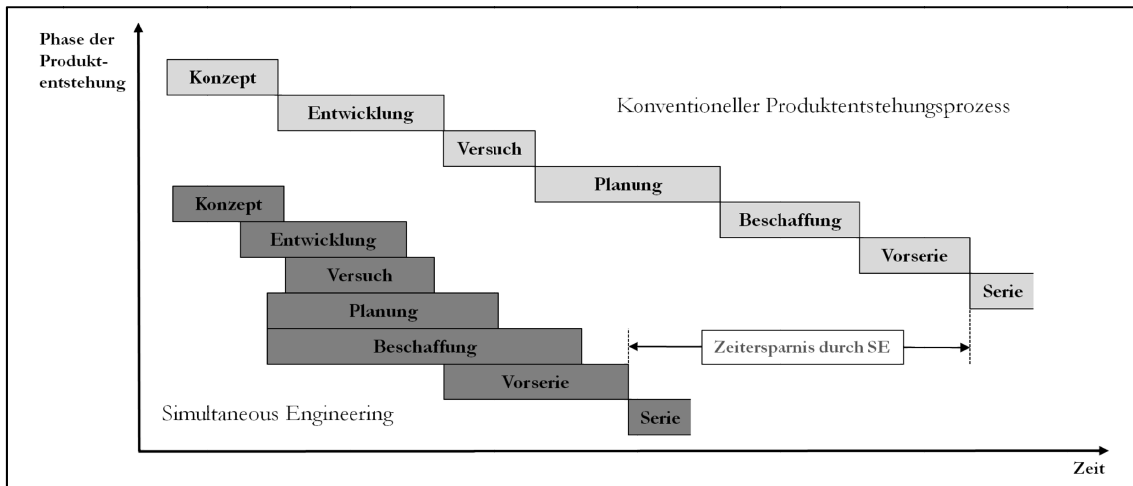 Phase der
Produkt-
entstehung
Konzept
Entwicklung
Konventioneller Produktentstehungsprozess
Versuch
Planung
Konzept
Beschaffung
Entwicklung
Vorserie
Versuch
Serie
Planung
Beschaffung
Zeitersparnis durch SE
Vorserie
Simultaneous Engineering
Serie
Zeit